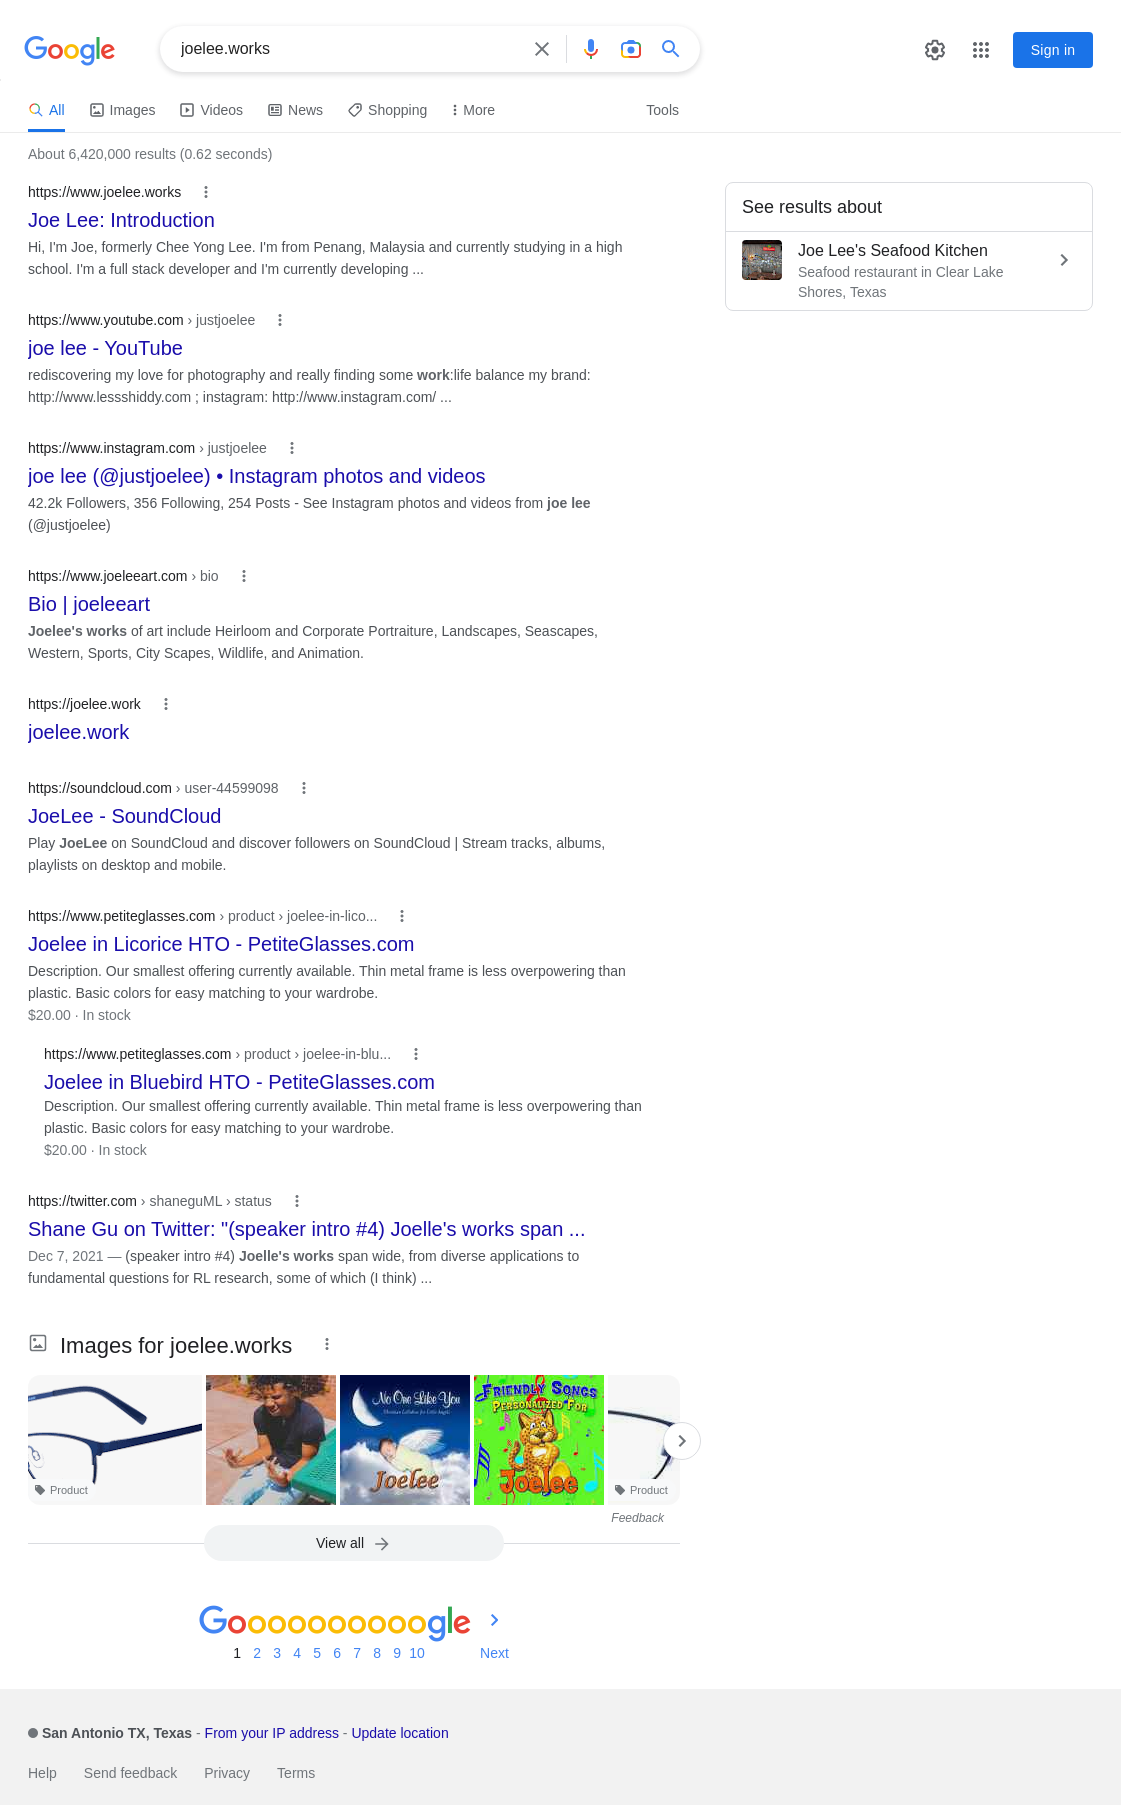 Google
joelee.works
Sign in
All
Images
Videos
News
Shopping
More
Tools
About 6,420,000 results (0.62 seconds)
https://www.joelee.works
Joe Lee: Introduction
Hi, I'm Joe, formerly Chee Yong Lee. I'm from Penang, Malaysia and currently studying in a high
school. I'm a full stack developer and I'm currently developing ...
See results about
Joe Lee's Seafood Kitchen
Seafood restaurant in Clear Lake
Shores, Texas
https://www.youtube.com › justjoelee
joe lee - YouTube
rediscovering my love for photography and really finding some work:life balance my brand:
http://www.lessshiddy.com ; instagram: http://www.instagram.com/ ...
https://www.instagram.com › justjoelee
joe lee (@justjoelee) • Instagram photos and videos
42.2k Followers, 356 Following, 254 Posts - See Instagram photos and videos from joe lee
(@justjoelee)
https://www.joeleeart.com › bio
Bio | joeleeart
Joelee's works of art include Heirloom and Corporate Portraiture, Landscapes, Seascapes,
Western, Sports, City Scapes, Wildlife, and Animation.
https://joelee.work
joelee.work
https://soundcloud.com › user-44599098
JoeLee - SoundCloud
Play JoeLee on SoundCloud and discover followers on SoundCloud | Stream tracks, albums,
playlists on desktop and mobile.
https://www.petiteglasses.com › product › joelee-in-lico...
Joelee in Licorice HTO - PetiteGlasses.com
Description. Our smallest offering currently available. Thin metal frame is less overpowering than
plastic. Basic colors for easy matching to your wardrobe.
$20.00 · In stock
https://www.petiteglasses.com › product › joelee-in-blu...
Joelee in Bluebird HTO - PetiteGlasses.com
Description. Our smallest offering currently available. Thin metal frame is less overpowering than
plastic. Basic colors for easy matching to your wardrobe.
$20.00 · In stock
https://twitter.com › shaneguML › status
Shane Gu on Twitter: "(speaker intro #4) Joelle's works span ...
Dec 7, 2021 — (speaker intro #4) Joelle's works span wide, from diverse applications to
fundamental questions for RL research, some of which (I think) ...
Images for joelee.works
Product
No One Like You
Christian Lullabies for Little Angels
Joelee
FRIENDLY SONGS
PERSONALIZED FOR
Joelee
Product
Feedback
View all
Goooooooooogle
1 2 3 4 5 6 7 8 9 10 Next
San Antonio TX, Texas - From your IP address - Update location
Help Send feedback Privacy Terms